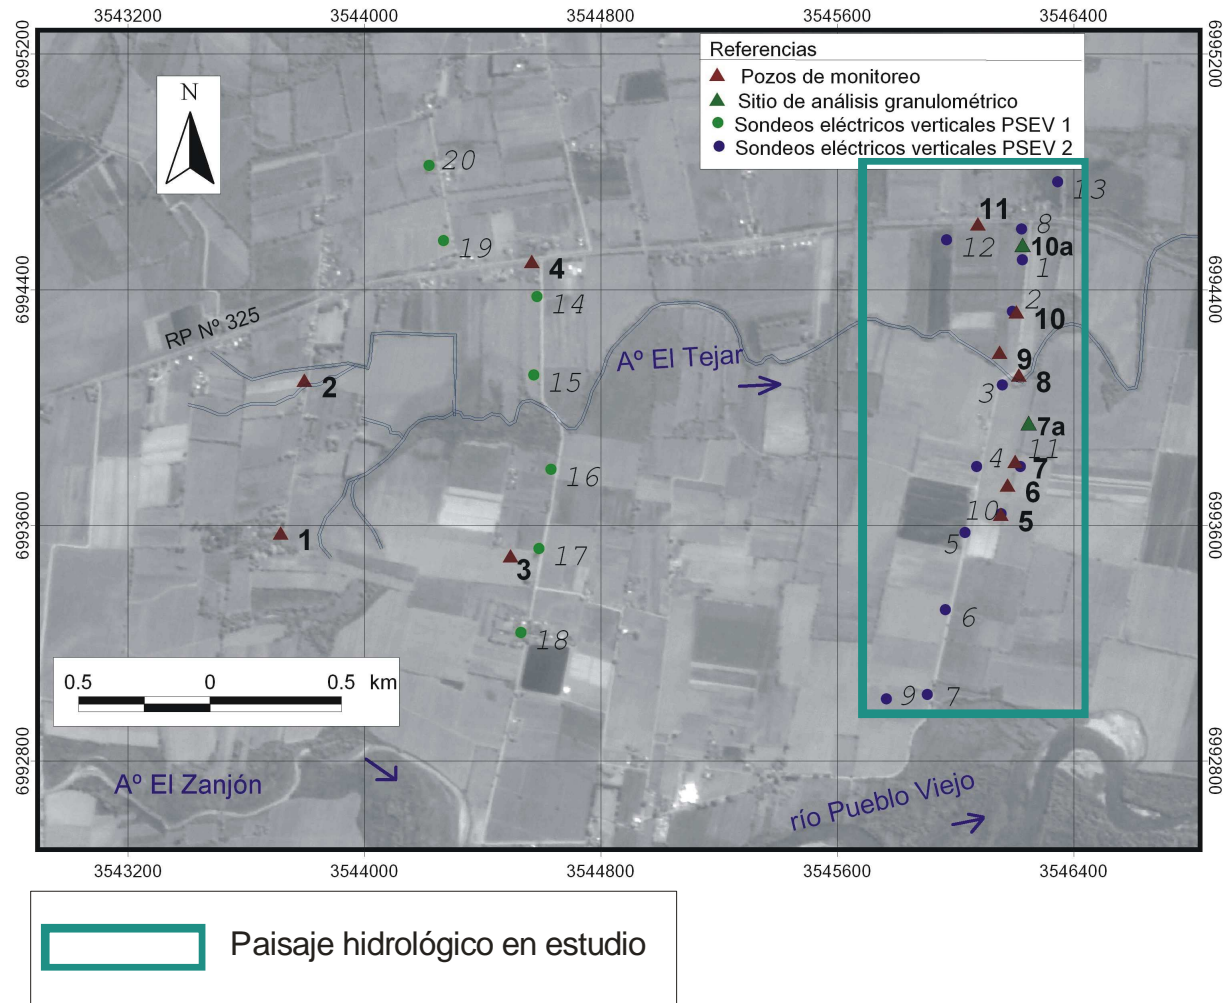 3543200 3544000 3544800 3545600 3546400
6995200
6995200
Referencias
Pozos de monitoreo
Sitio de análisis granulométrico
Sondeos eléctricos verticales PSEV 1
Sondeos eléctricos verticales PSEV 2
N
20
13
11
8
19
12
10a
4
1
6994400
6994400
14
2
10
RP Nº 325
9
Aº El Tejar
15
2
3
8
7a
11
4
7
16
6
10
5
6993600
6993600
1
17
3
5
6
18
0.5 0 0.5 km
9
7
6992800
6992800
Aº El Zanjón
río Pueblo Viejo
3543200 3544000 3544800 3545600 3546400
Paisaje hidrológico en estudio